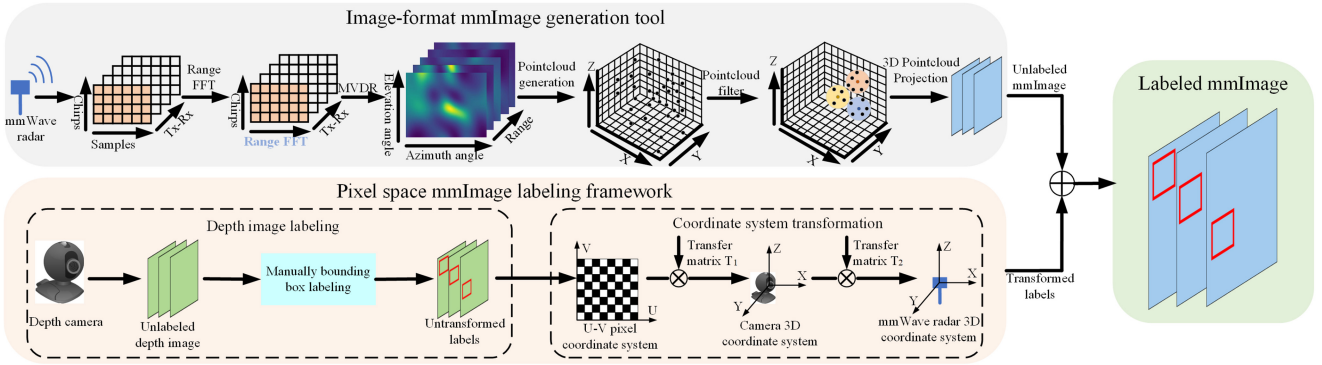 Image-format mmImage generation tool
mmWave radar
Chirps
Samples
Tx-Rx
Range
FFT
Chirps
Range FFT
Tx-Rx
MVDR
Elevation angle
Azimuth angle
Range
Pointcloud
generation
Z
X
Y
Pointcloud
filter
Z
X
Y
3D Pointcloud
Projection
Unlabeled
mmImage
Labeled mmImage
Pixel space mmImage labeling framework
Depth image labeling
Depth camera
Unlabeled
depth image
Manually bounding
box labeling
Untransformed
labels
Coordinate system transformation
V
U
U-V pixel
coordinate system
Transfer
matrix T₁
Z
X
Y
Camera 3D
coordinate system
Transfer
matrix T₂
Z
X
Y
mmWave radar 3D
coordinate system
Transformed
labels